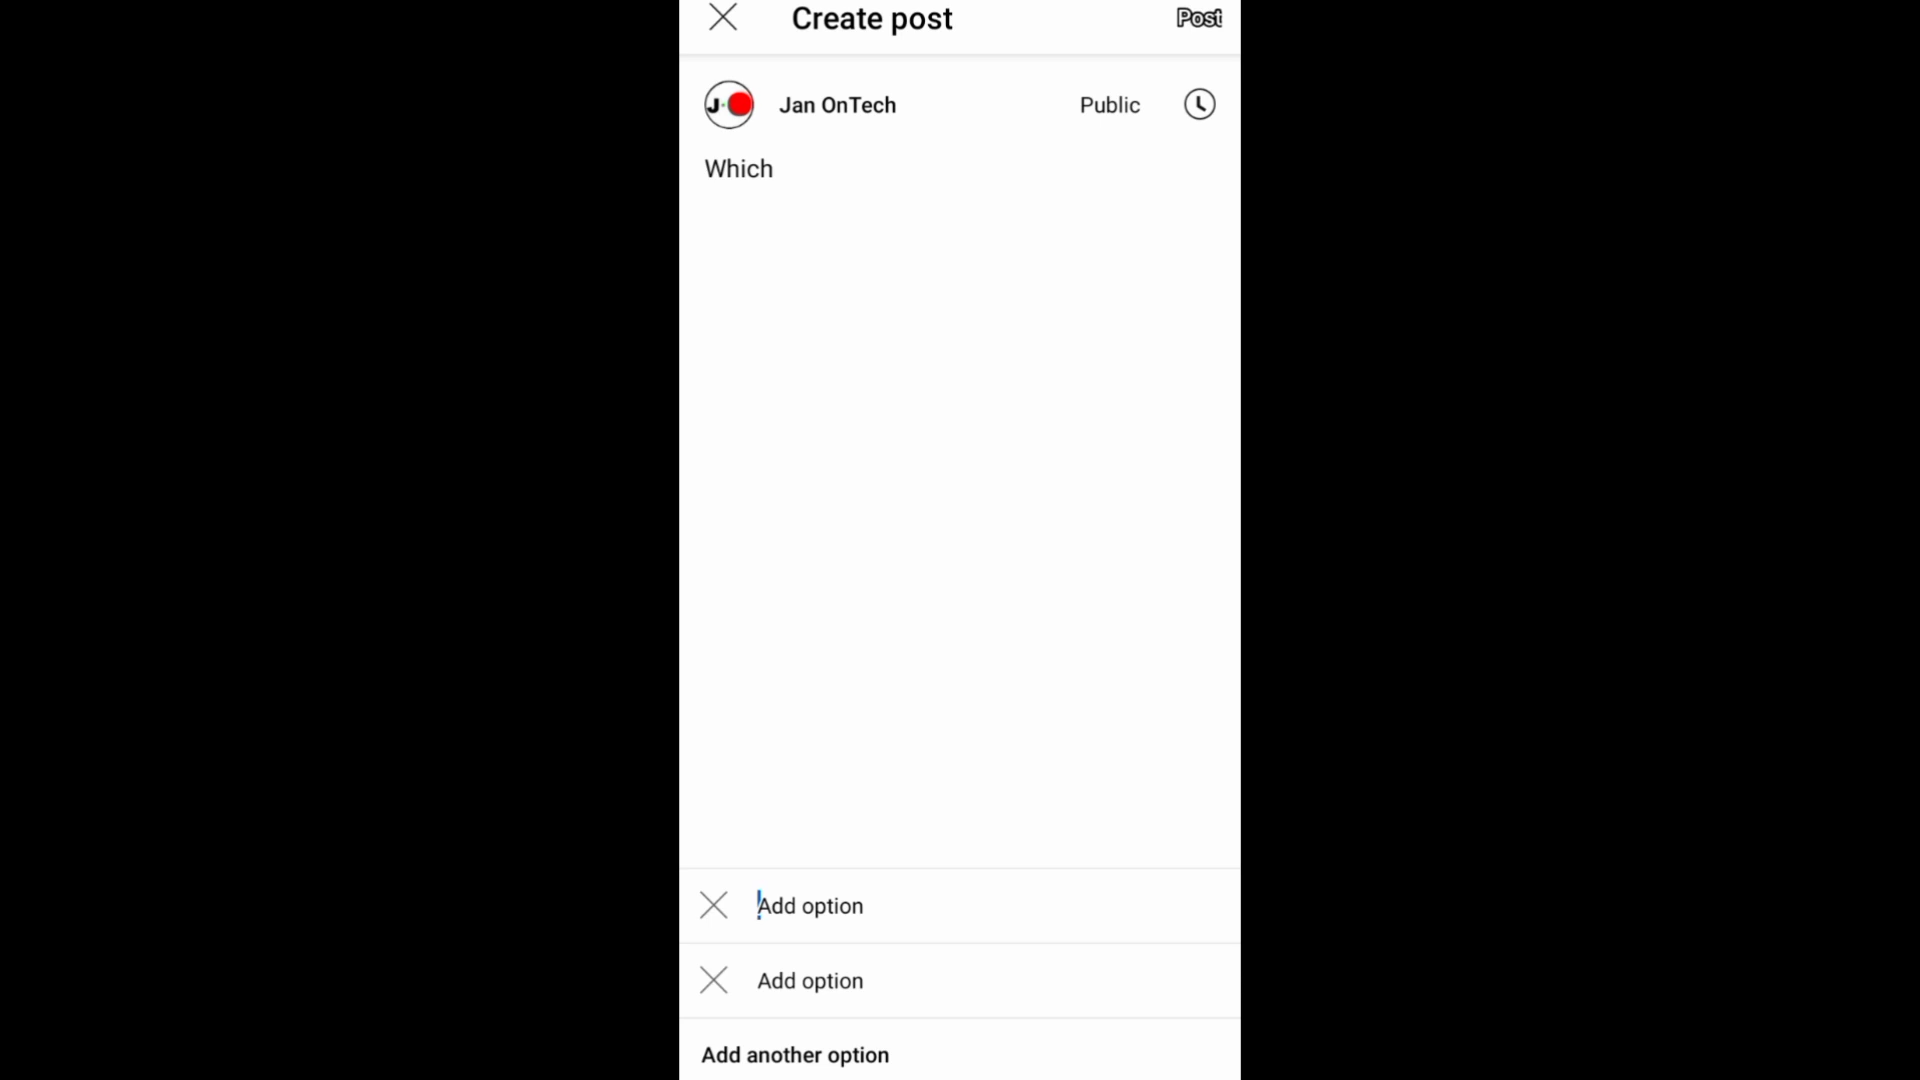 Create post
Post
J
Jan OnTech
Public
Which
Add option
Add option
Add another option